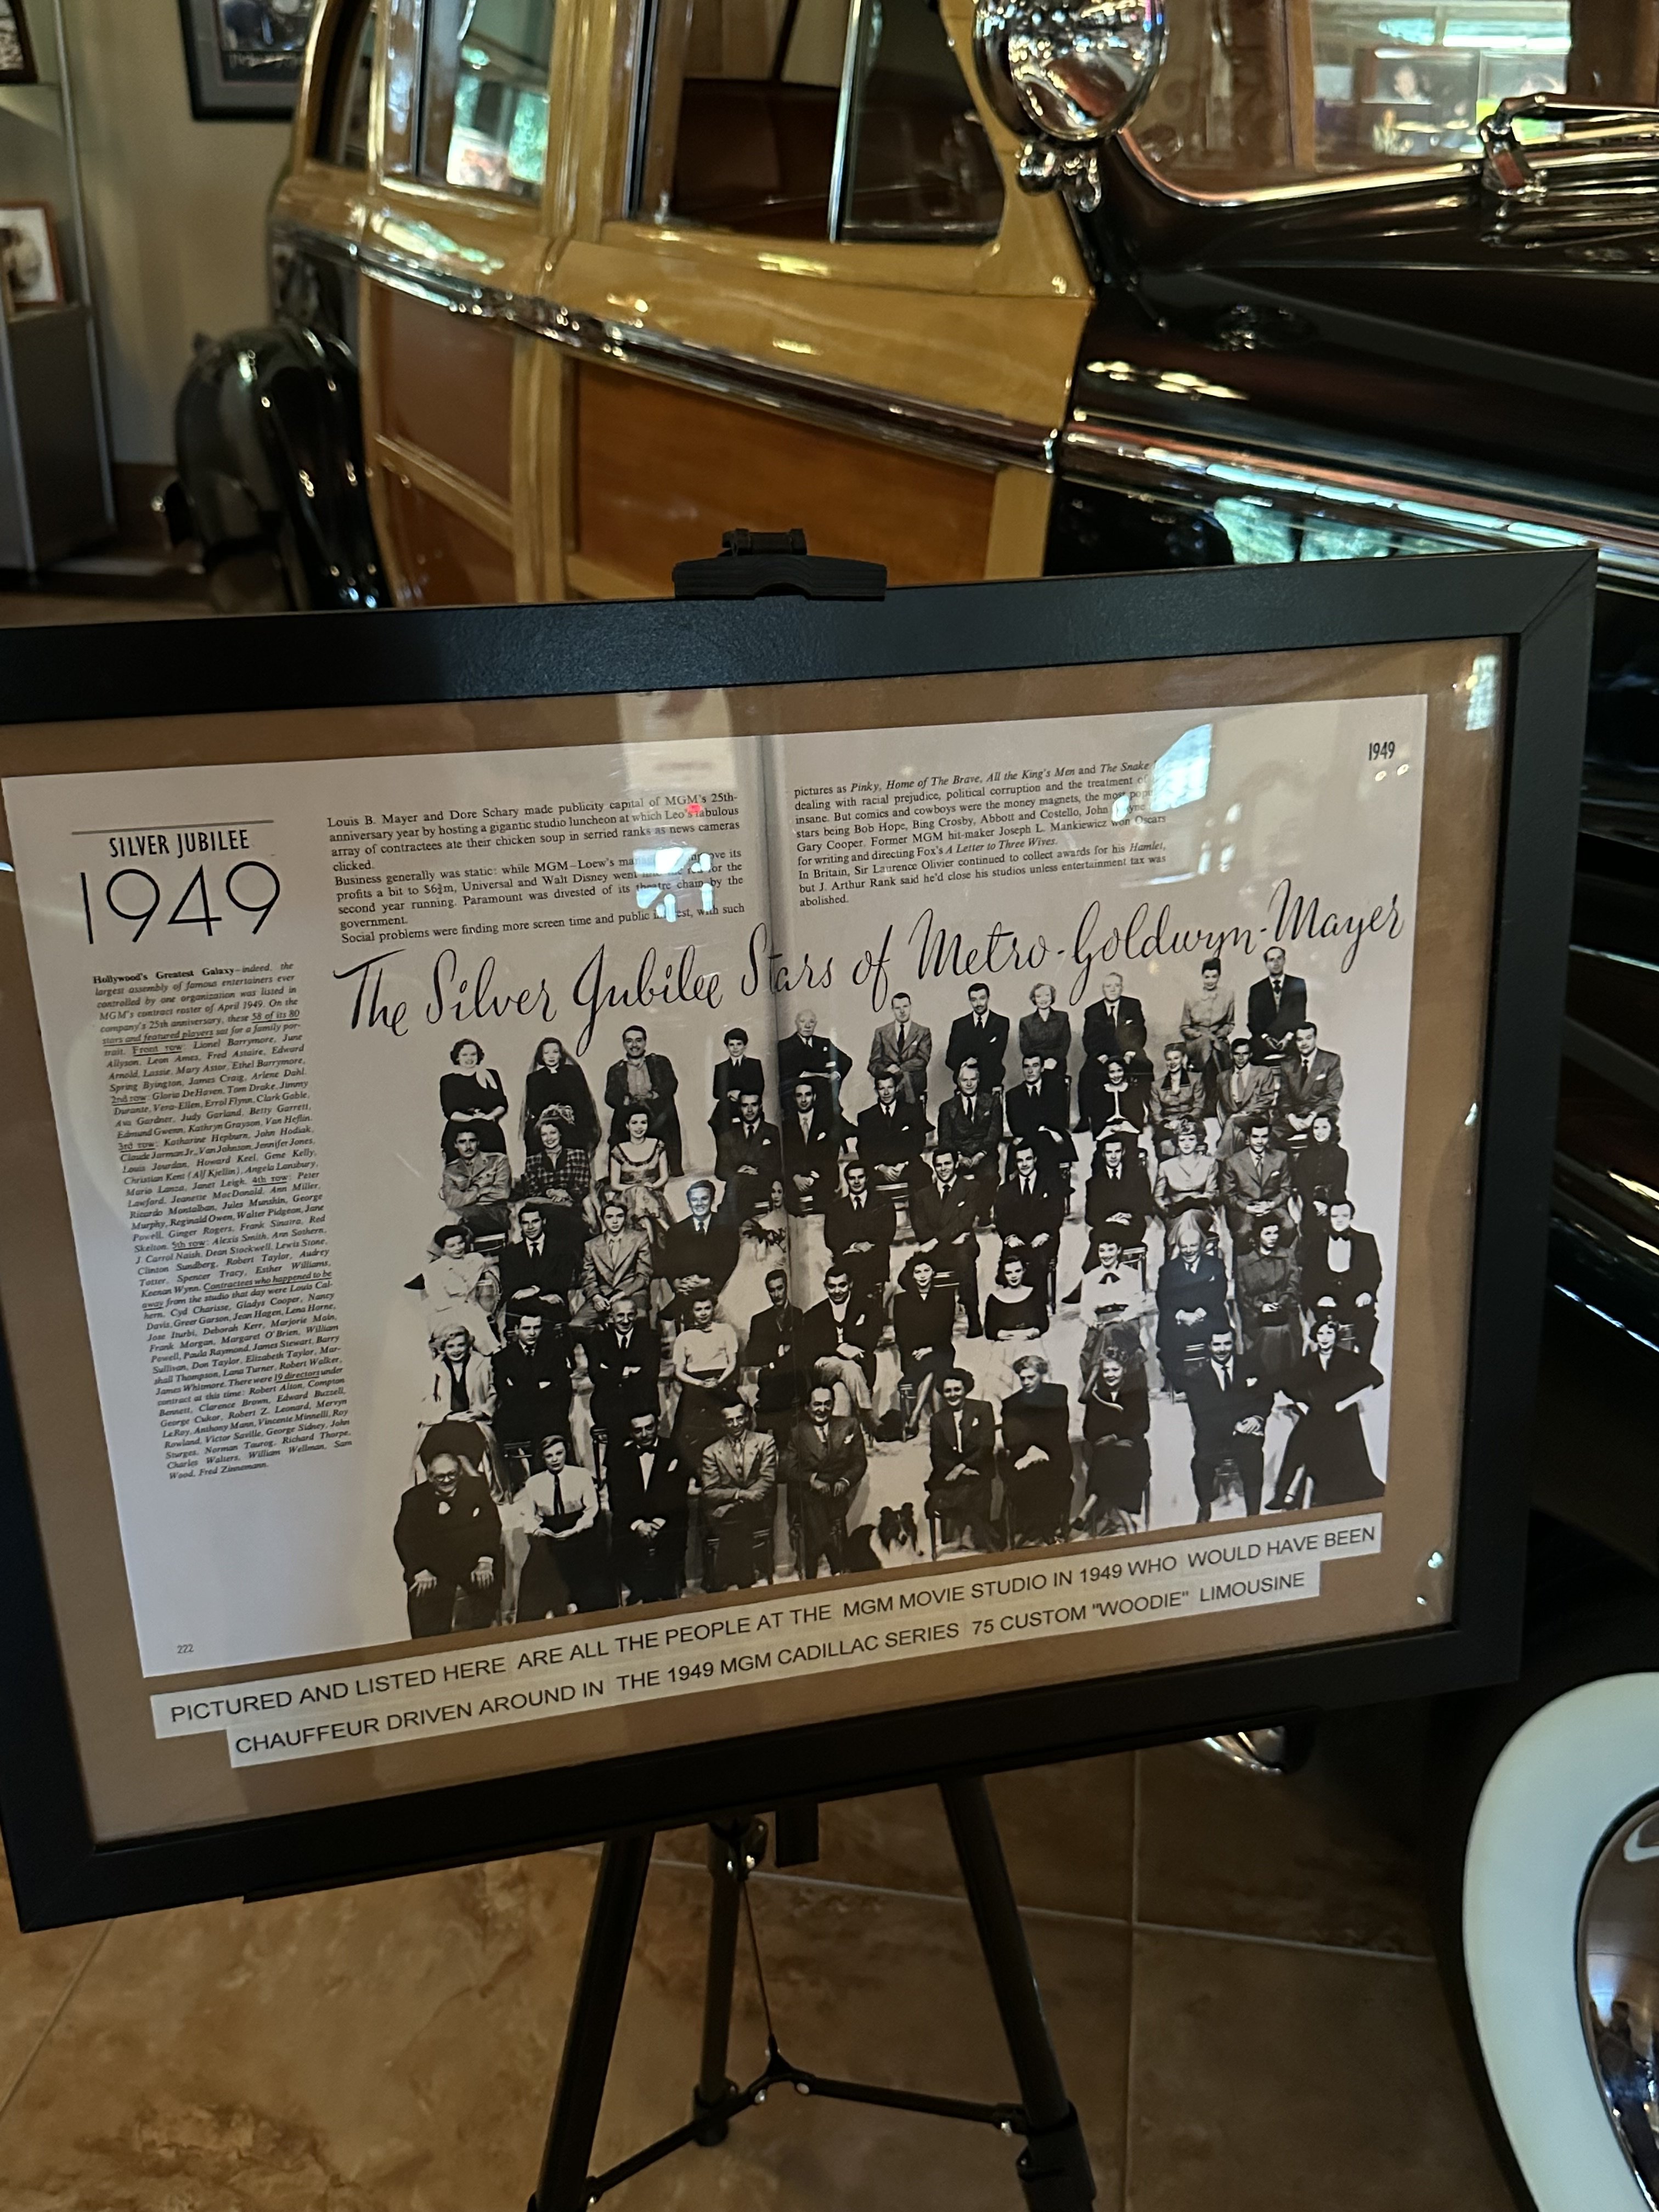 SILVER JUBILEE
1949
Hollywood's Greatest Galaxy–indeed, the
largest assembly of famous entertainers ever
controlled by one organization was listed in
MGM's contract roster of April 1949. On the
company's 25th anniversary, these 58 of its 80
stars and featured players sat for a family por-
trait. Front row: Lionel Barrymore, June
Allyson, Leon Ames, Fred Astaire, Edward
Arnold, Lassie, Mary Astor, Ethel Barrymore,
Spring Byington, James Craig, Arlene Dahl.
2nd row: Gloria DeHaven, Tom Drake, Jimmy
Durante, Vera-Ellen, Errol Flynn, Clark Gable,
Ava Gardner, Judy Garland, Betty Garrett,
Edmund Gwenn, Kathryn Grayson, Van Heflin.
3rd row: Katharine Hepburn, John Hodiak,
Claude Jarman Jr., Van Johnson, Jennifer Jones,
Louis Jourdan, Howard Keel, Gene Kelly,
Christian Kent (Alf Kjellin), Angela Lansbury,
Mario Lanza, Janet Leigh. 4th row: Peter
Lawford, Jeanette MacDonald, Ann Miller,
Ricardo Montalban, Jules Munshin, George
Murphy, Reginald Owen, Walter Pidgeon, Jane
Powell, Ginger Rogers, Frank Sinatra, Red
Skelton. 5th row: Alexis Smith, Ann Sothern,
J. Carrol Naish, Dean Stockwell, Lewis Stone,
Clinton Sundberg, Robert Taylor, Audrey
Totter, Spencer Tracy, Esther Williams,
Keenan Wynn. Contractees who happened to be
away from the studio that day were Louis Cal-
hern, Cyd Charisse, Gladys Cooper, Nancy
Davis, Greer Garson, Jean Hagen, Lena Horne,
Jose Iturbi, Deborah Kerr, Marjorie Main,
Frank Morgan, Margaret O'Brien, William
Powell, Paula Raymond, James Stewart, Barry
Sullivan, Don Taylor, Elizabeth Taylor, Mar-
shall Thompson, Lana Turner, Robert Walker,
James Whitmore. There were 19 directors under
contract at this time: Robert Alton, Compton
Bennett, Clarence Brown, Edward Buzzell,
George Cukor, Robert Z. Leonard, Mervyn
LeRoy, Anthony Mann, Vincente Minnelli, Roy
Rowland, Victor Saville, George Sidney, John
Sturges, Norman Taurog, Richard Thorpe,
Charles Walters, William Wellman, Sam
Wood, Fred Zinnemann.
222
Louis B. Mayer and Dore Schary made publicity capital of MGM's 25th-
anniversary year by hosting a gigantic studio luncheon at which Leo's fabulous
array of contractees ate their chicken soup in serried ranks as news cameras
clicked.
Business generally was static: while MGM–Loew's its
profits a bit to $6¾m, Universal and Walt Disney went for the
second year running. Paramount was divested of its theatre chain by the
government.
Social problems were finding more screen time and public with such
pictures as Pinky, Home of The Brave, All the King's Men and The Snake
dealing with racial prejudice, political corruption and the treatment of
insane. But comics and cowboys were the money magnets, the most
stars being Bob Hope, Bing Crosby, Abbott and Costello, John
Gary Cooper. Former MGM hit-maker Joseph L. Mankiewicz won Oscars
for writing and directing Fox's A Letter to Three Wives.
In Britain, Sir Laurence Olivier continued to collect awards for his Hamlet,
but J. Arthur Rank said he'd close his studios unless entertainment tax was
abolished.
1949
The Silver Jubilee Stars of Metro-Goldwyn-Mayer
PICTURED AND LISTED HERE ARE ALL THE PEOPLE AT THE MGM MOVIE STUDIO IN 1949 WHO WOULD HAVE BEEN
CHAUFFEUR DRIVEN AROUND IN THE 1949 MGM CADILLAC SERIES 75 CUSTOM "WOODIE" LIMOUSINE